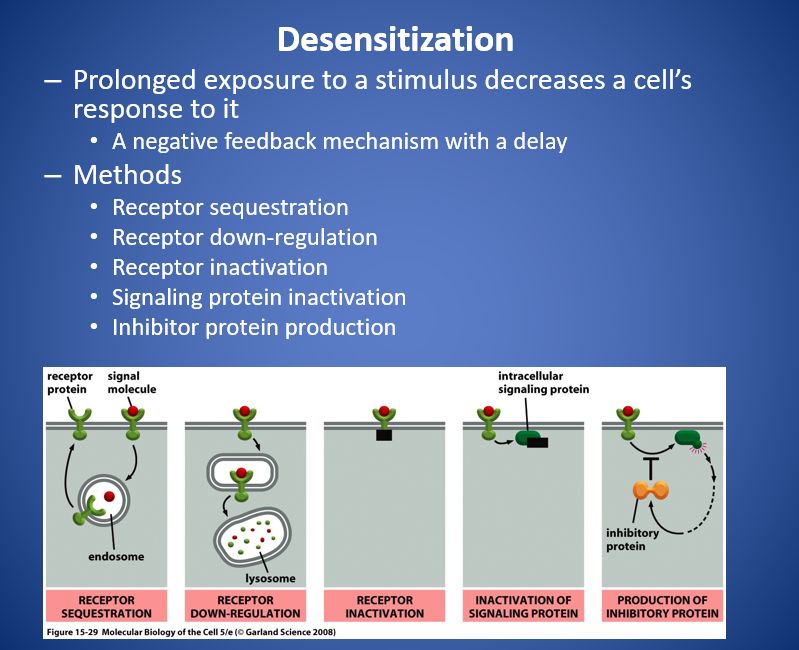 Desensitization
– Prolonged exposure to a stimulus decreases a cell's
response to it
• A negative feedback mechanism with a delay
– Methods
• Receptor sequestration
• Receptor down-regulation
• Receptor inactivation
• Signaling protein inactivation
• Inhibitor protein production
receptor
protein
signal
molecule
endosome
RECEPTOR
SEQUESTRATION
lysosome
RECEPTOR
DOWN-REGULATION
RECEPTOR
INACTIVATION
intracellular
signaling protein
INACTIVATION OF
SIGNALING PROTEIN
inhibitory
protein
PRODUCTION OF
INHIBITORY PROTEIN
Figure 15-29 Molecular Biology of the Cell 5/e (© Garland Science 2008)